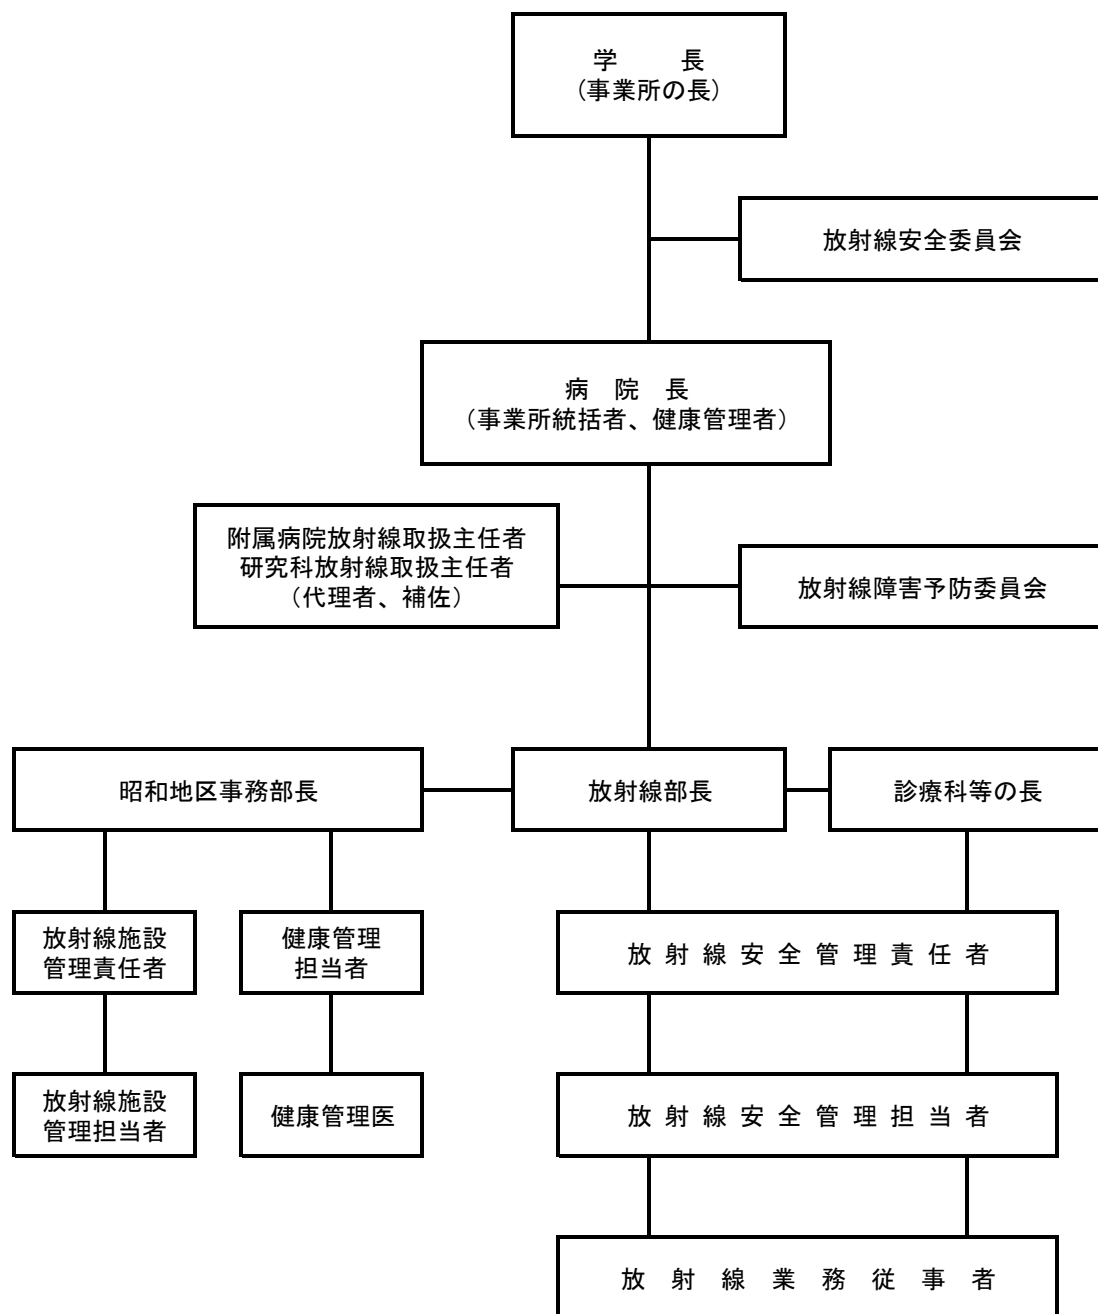 学　　長
（事業所の長）
放射線安全委員会
病　院　長
（事業所統括者、健康管理者）
附属病院放射線取扱主任者
研究科放射線取扱主任者
（代理者、補佐）
放射線障害予防委員会
昭和地区事務部長
放射線部長
診療科等の長
放射線施設
管理責任者
健康管理
担当者
放 射 線 安 全 管 理 責 任 者
放射線施設
管理担当者
健康管理医
放 射 線 安 全 管 理 担 当 者
放　射　線　業　務　従　事　者